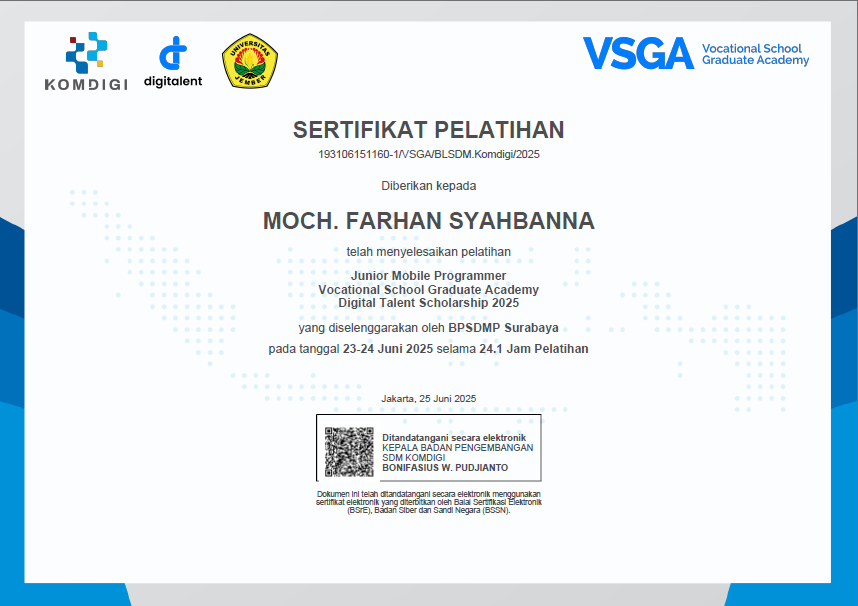 KOMDIGI
digitalent
UNIVERSITAS
JEMBER
VSGA
Vocational School
Graduate Academy
SERTIFIKAT PELATIHAN
193106151160-1/VSGA/BLSDM.Komdigi/2025
Diberikan kepada
MOCH. FARHAN SYAHBANNA
telah menyelesaikan pelatihan
Junior Mobile Programmer
Vocational School Graduate Academy
Digital Talent Scholarship 2025
yang diselenggarakan oleh BPSDMP Surabaya
pada tanggal 23-24 Juni 2025 selama 24.1 Jam Pelatihan
Jakarta, 25 Juni 2025
Ditandatangani secara elektronik
KEPALA BADAN PENGEMBANGAN
SDM KOMDIGI
BONIFASIUS W. PUDJIANTO
Dokumen ini telah ditandatangani secara elektronik menggunakan
sertifikat elektronik yang diterbitkan oleh Balai Sertifikasi Elektronik
(BSrE), Badan Siber dan Sandi Negara (BSSN).